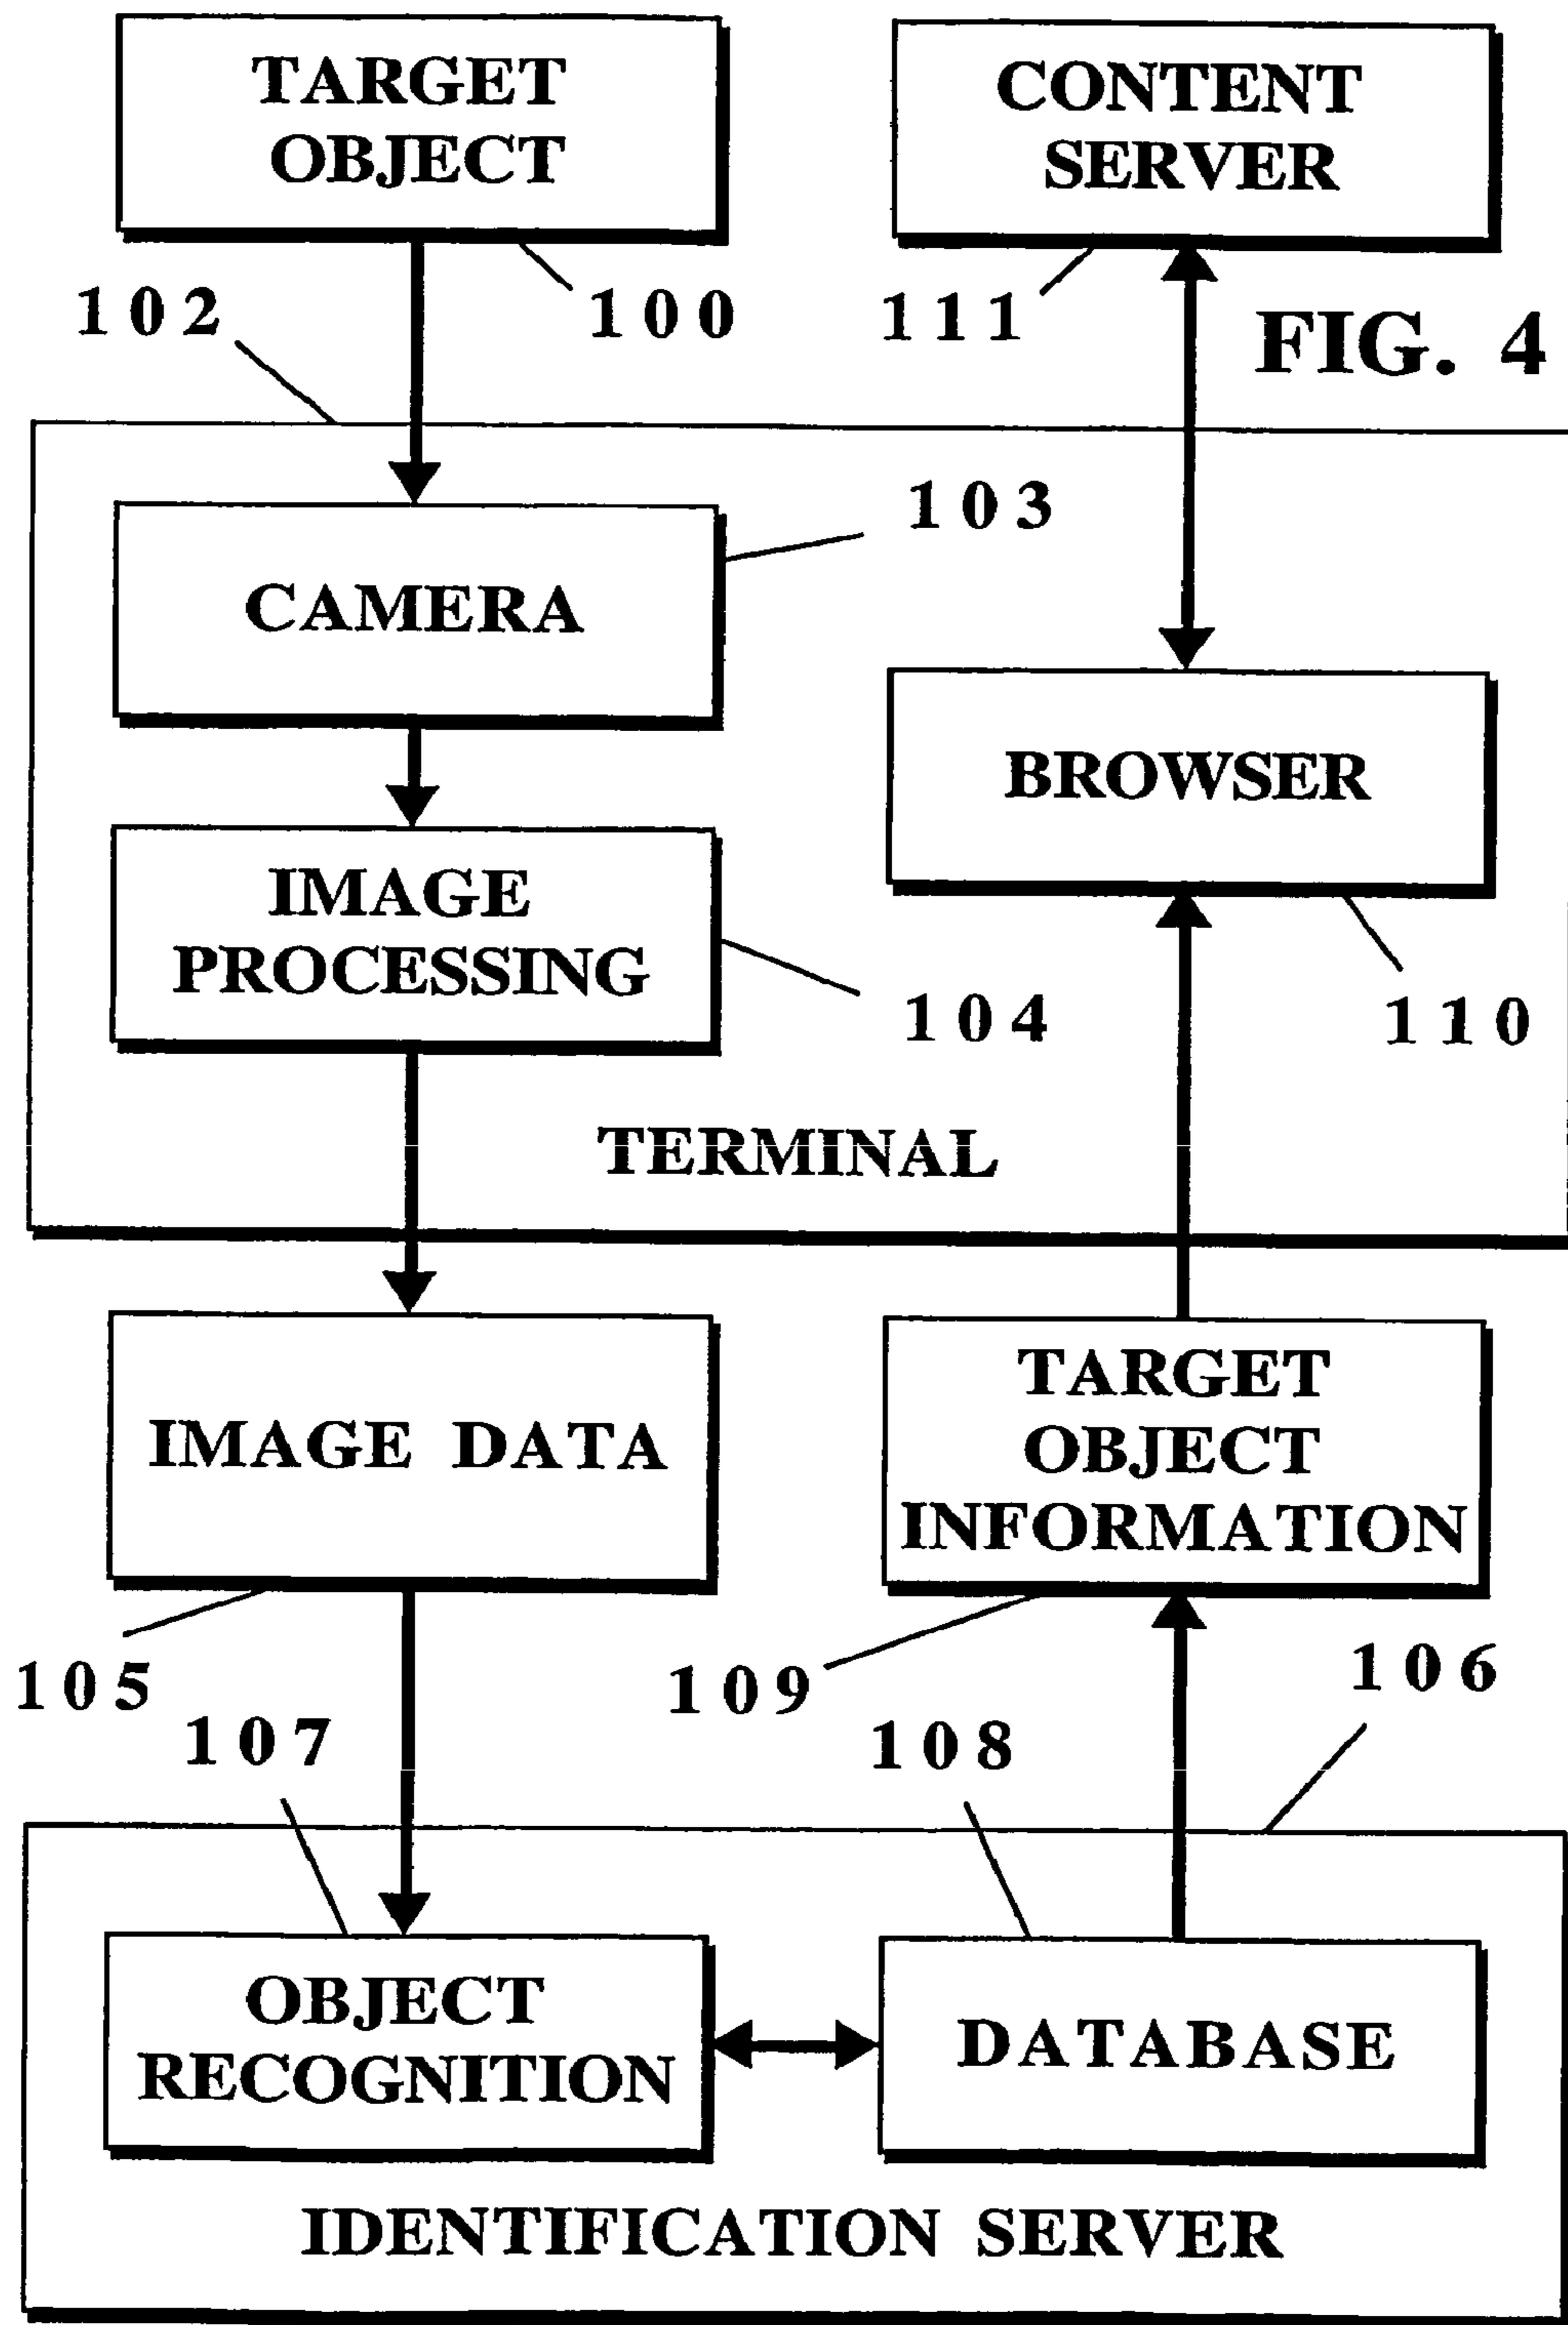 TARGET
OBJECT
CONTENT
SERVER
102
100
111
FIG. 4
103
CAMERA
BROWSER
IMAGE
PROCESSING
104
110
TERMINAL
IMAGE DATA
TARGET
OBJECT
INFORMATION
105
109
106
107
108
OBJECT
RECOGNITION
DATABASE
IDENTIFICATION SERVER